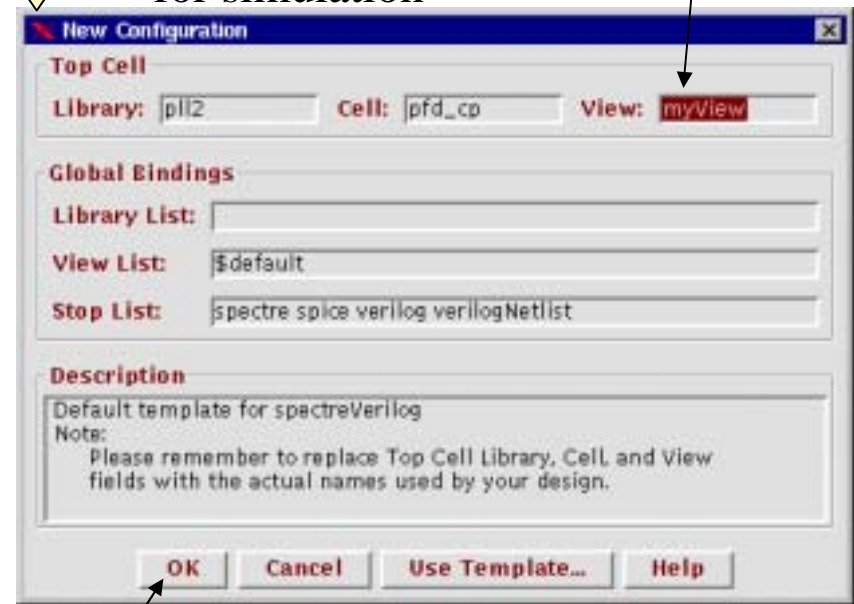 for simulation
New Configuration
Top Cell
Library: pll2 Cell: pfd_cp View: myView
Global Bindings
Library List:
View List: $default
Stop List: spectre spice verilog verilogNetlist
Description
Default template for spectreVerilog
Note:
Please remember to replace Top Cell Library, Cell, and View
fields with the actual names used by your design.
OK Cancel Use Template... Help